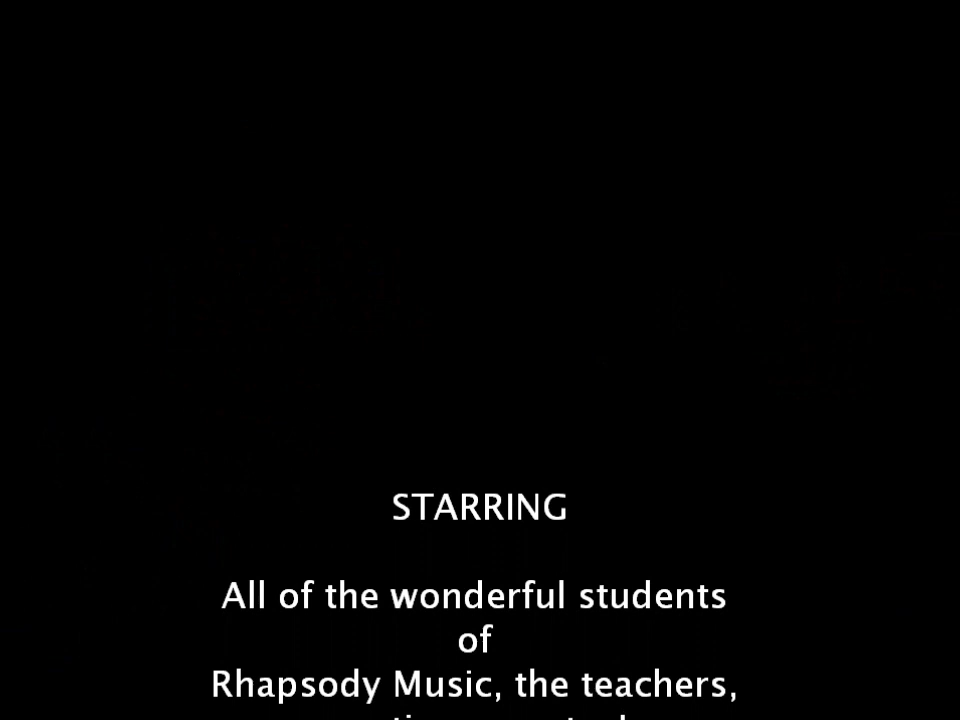 STARRING
All of the wonderful students
of
Rhapsody Music, the teachers,